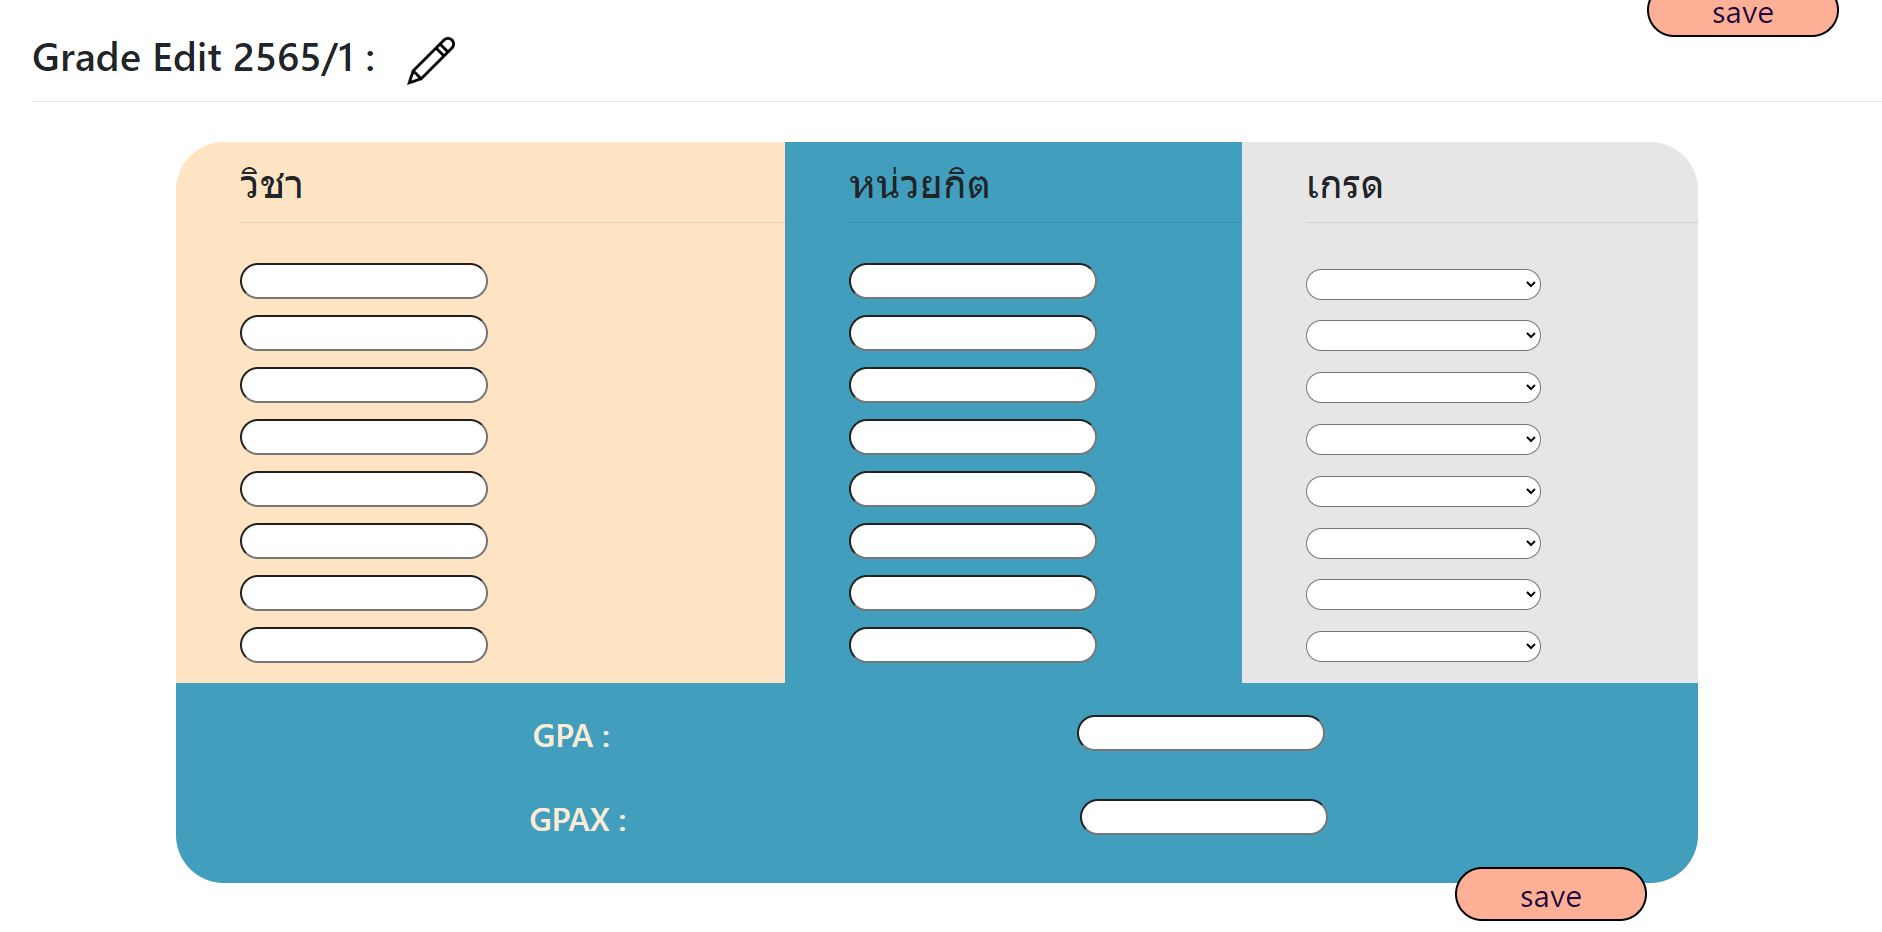 save
Grade Edit 2565/1 :
วิชา
หน่วยกิต
เกรด
GPA :
GPAX :
save